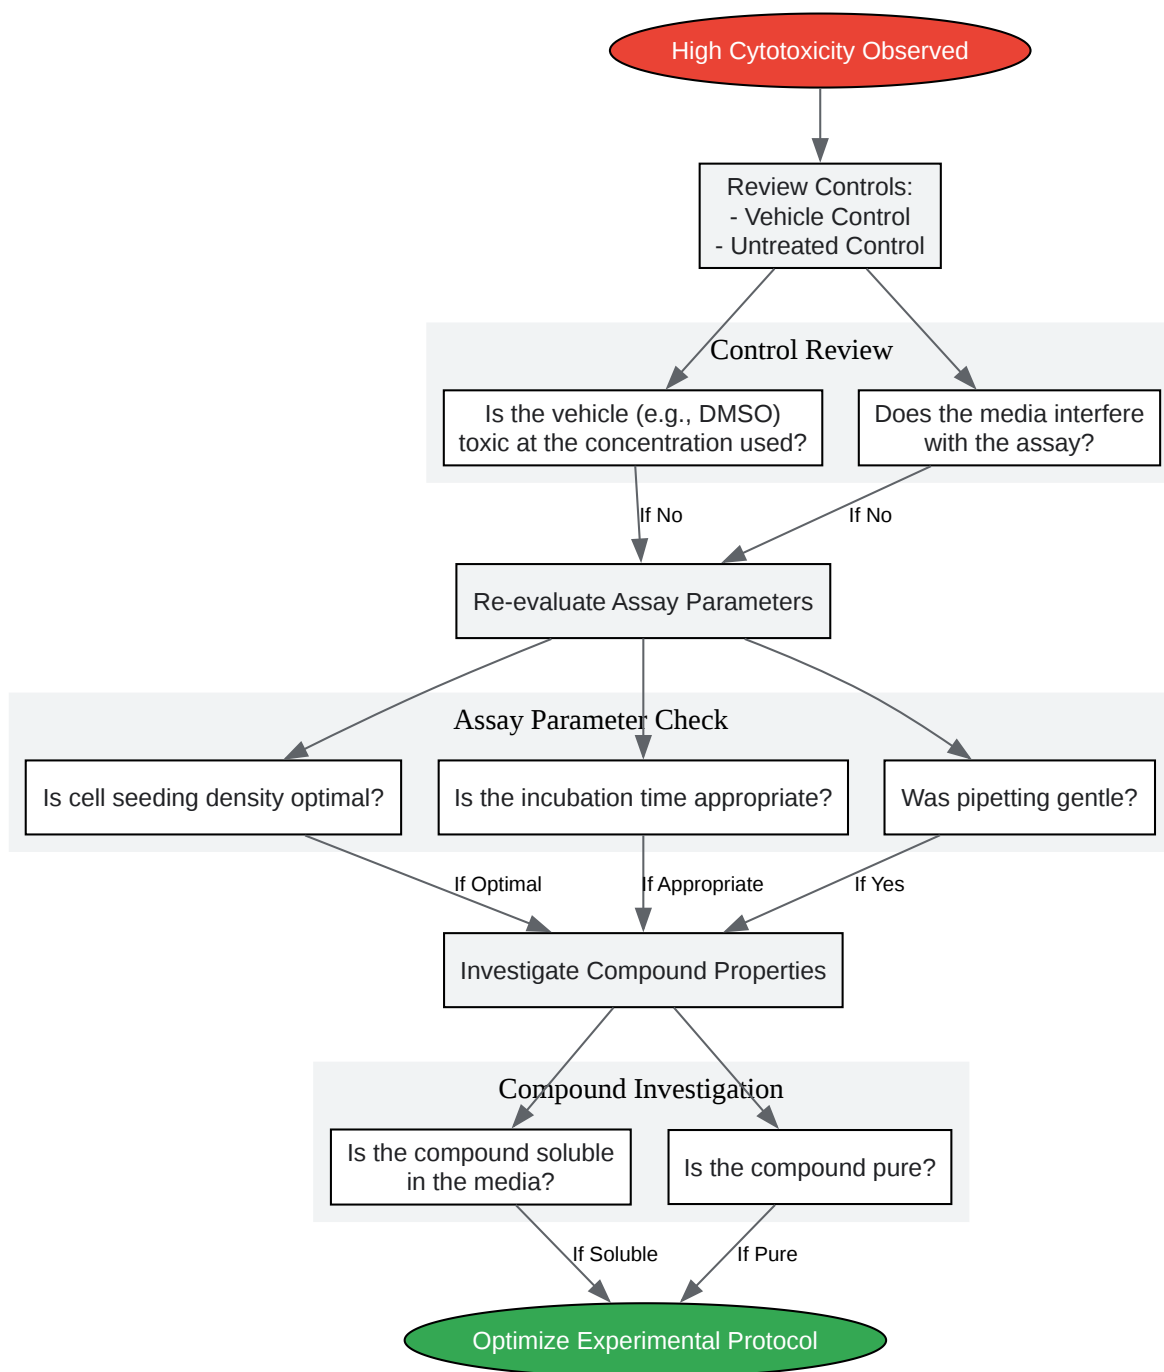 High Cytotoxicity Observed
Review Controls:
- Vehicle Control
- Untreated Control
Control Review
Is the vehicle (e.g., DMSO)
toxic at the concentration used?
Does the media interfere
with the assay?
If No
If No
Re-evaluate Assay Parameters
Assay Parameter Check
Is cell seeding density optimal?
Is the incubation time appropriate?
Was pipetting gentle?
If Optimal
If Appropriate
If Yes
Investigate Compound Properties
Compound Investigation
Is the compound soluble
in the media?
Is the compound pure?
If Soluble
If Pure
Optimize Experimental Protocol